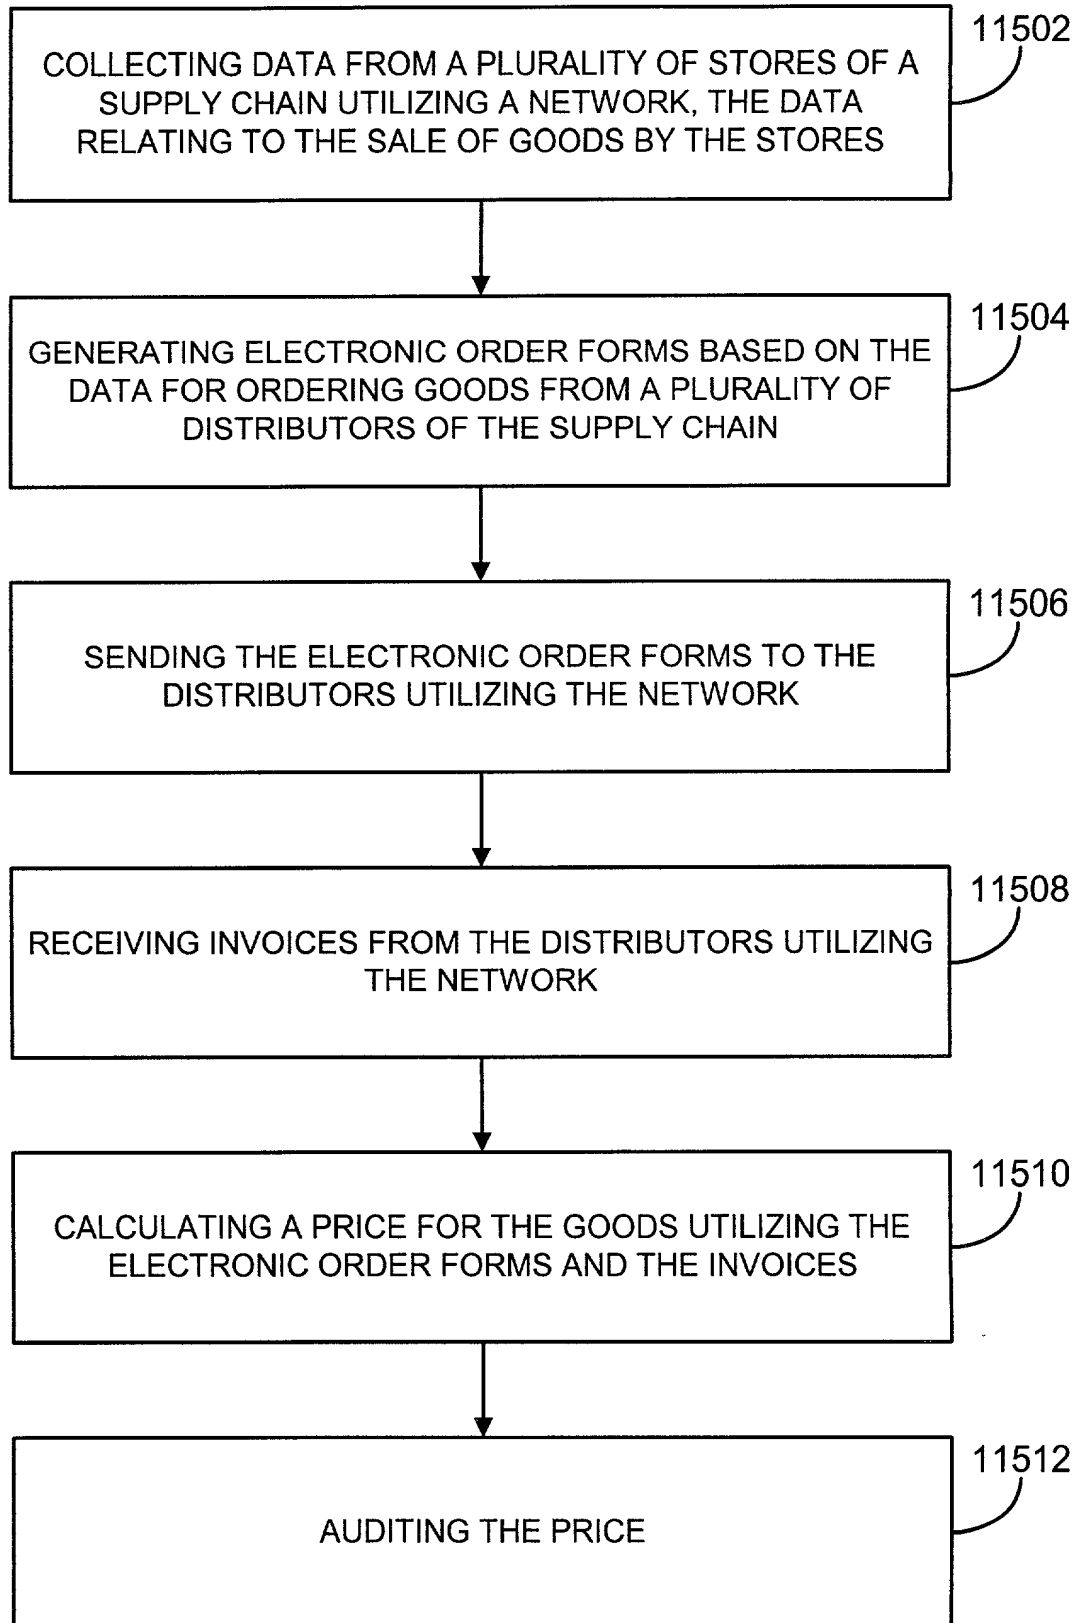 11502
COLLECTING DATA FROM A PLURALITY OF STORES OF A
SUPPLY CHAIN UTILIZING A NETWORK, THE DATA
RELATING TO THE SALE OF GOODS BY THE STORES
11504
GENERATING ELECTRONIC ORDER FORMS BASED ON THE
DATA FOR ORDERING GOODS FROM A PLURALITY OF
DISTRIBUTORS OF THE SUPPLY CHAIN
11506
SENDING THE ELECTRONIC ORDER FORMS TO THE
DISTRIBUTORS UTILIZING THE NETWORK
11508
RECEIVING INVOICES FROM THE DISTRIBUTORS UTILIZING
THE NETWORK
11510
CALCULATING A PRICE FOR THE GOODS UTILIZING THE
ELECTRONIC ORDER FORMS AND THE INVOICES
11512
AUDITING THE PRICE